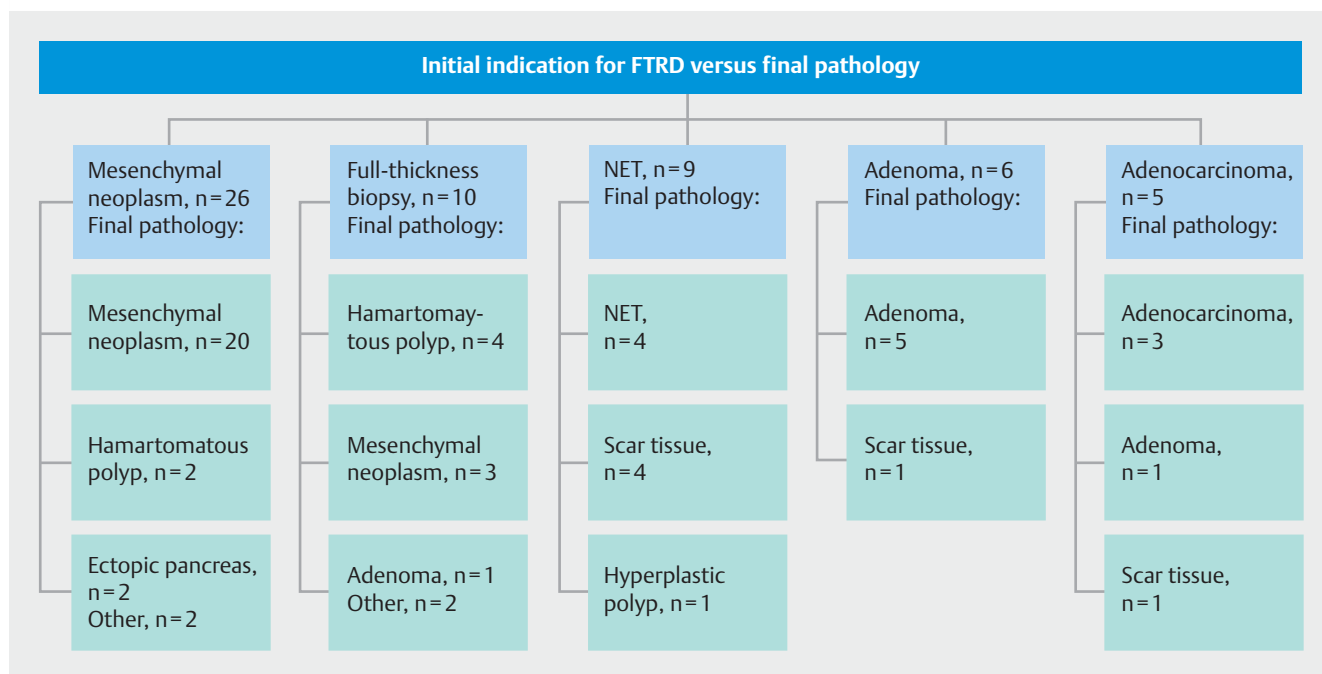 Initial indication for FTRD versus final pathology
Mesenchymal
neoplasm, n=26
Final pathology:
Mesenchymal
neoplasm, n=20
Hamartomatous
polyp, n=2
Ectopic pancreas,
n=2
Other, n=2
Full-thickness
biopsy, n=10
Final pathology:
Hamartomay-
tous polyp, n=4
Mesenchymal
neoplasm, n=3
Adenoma, n=1
Other, n=2
NET, n=9
Final pathology:
NET,
n=4
Scar tissue,
n=4
Hyperplastic
polyp, n=1
Adenoma, n=6
Final pathology:
Adenoma,
n=5
Scar tissue,
n=1
Adenocarcinoma,
n=5
Final pathology:
Adenocarcinoma,
n=3
Adenoma,
n=1
Scar tissue,
n=1